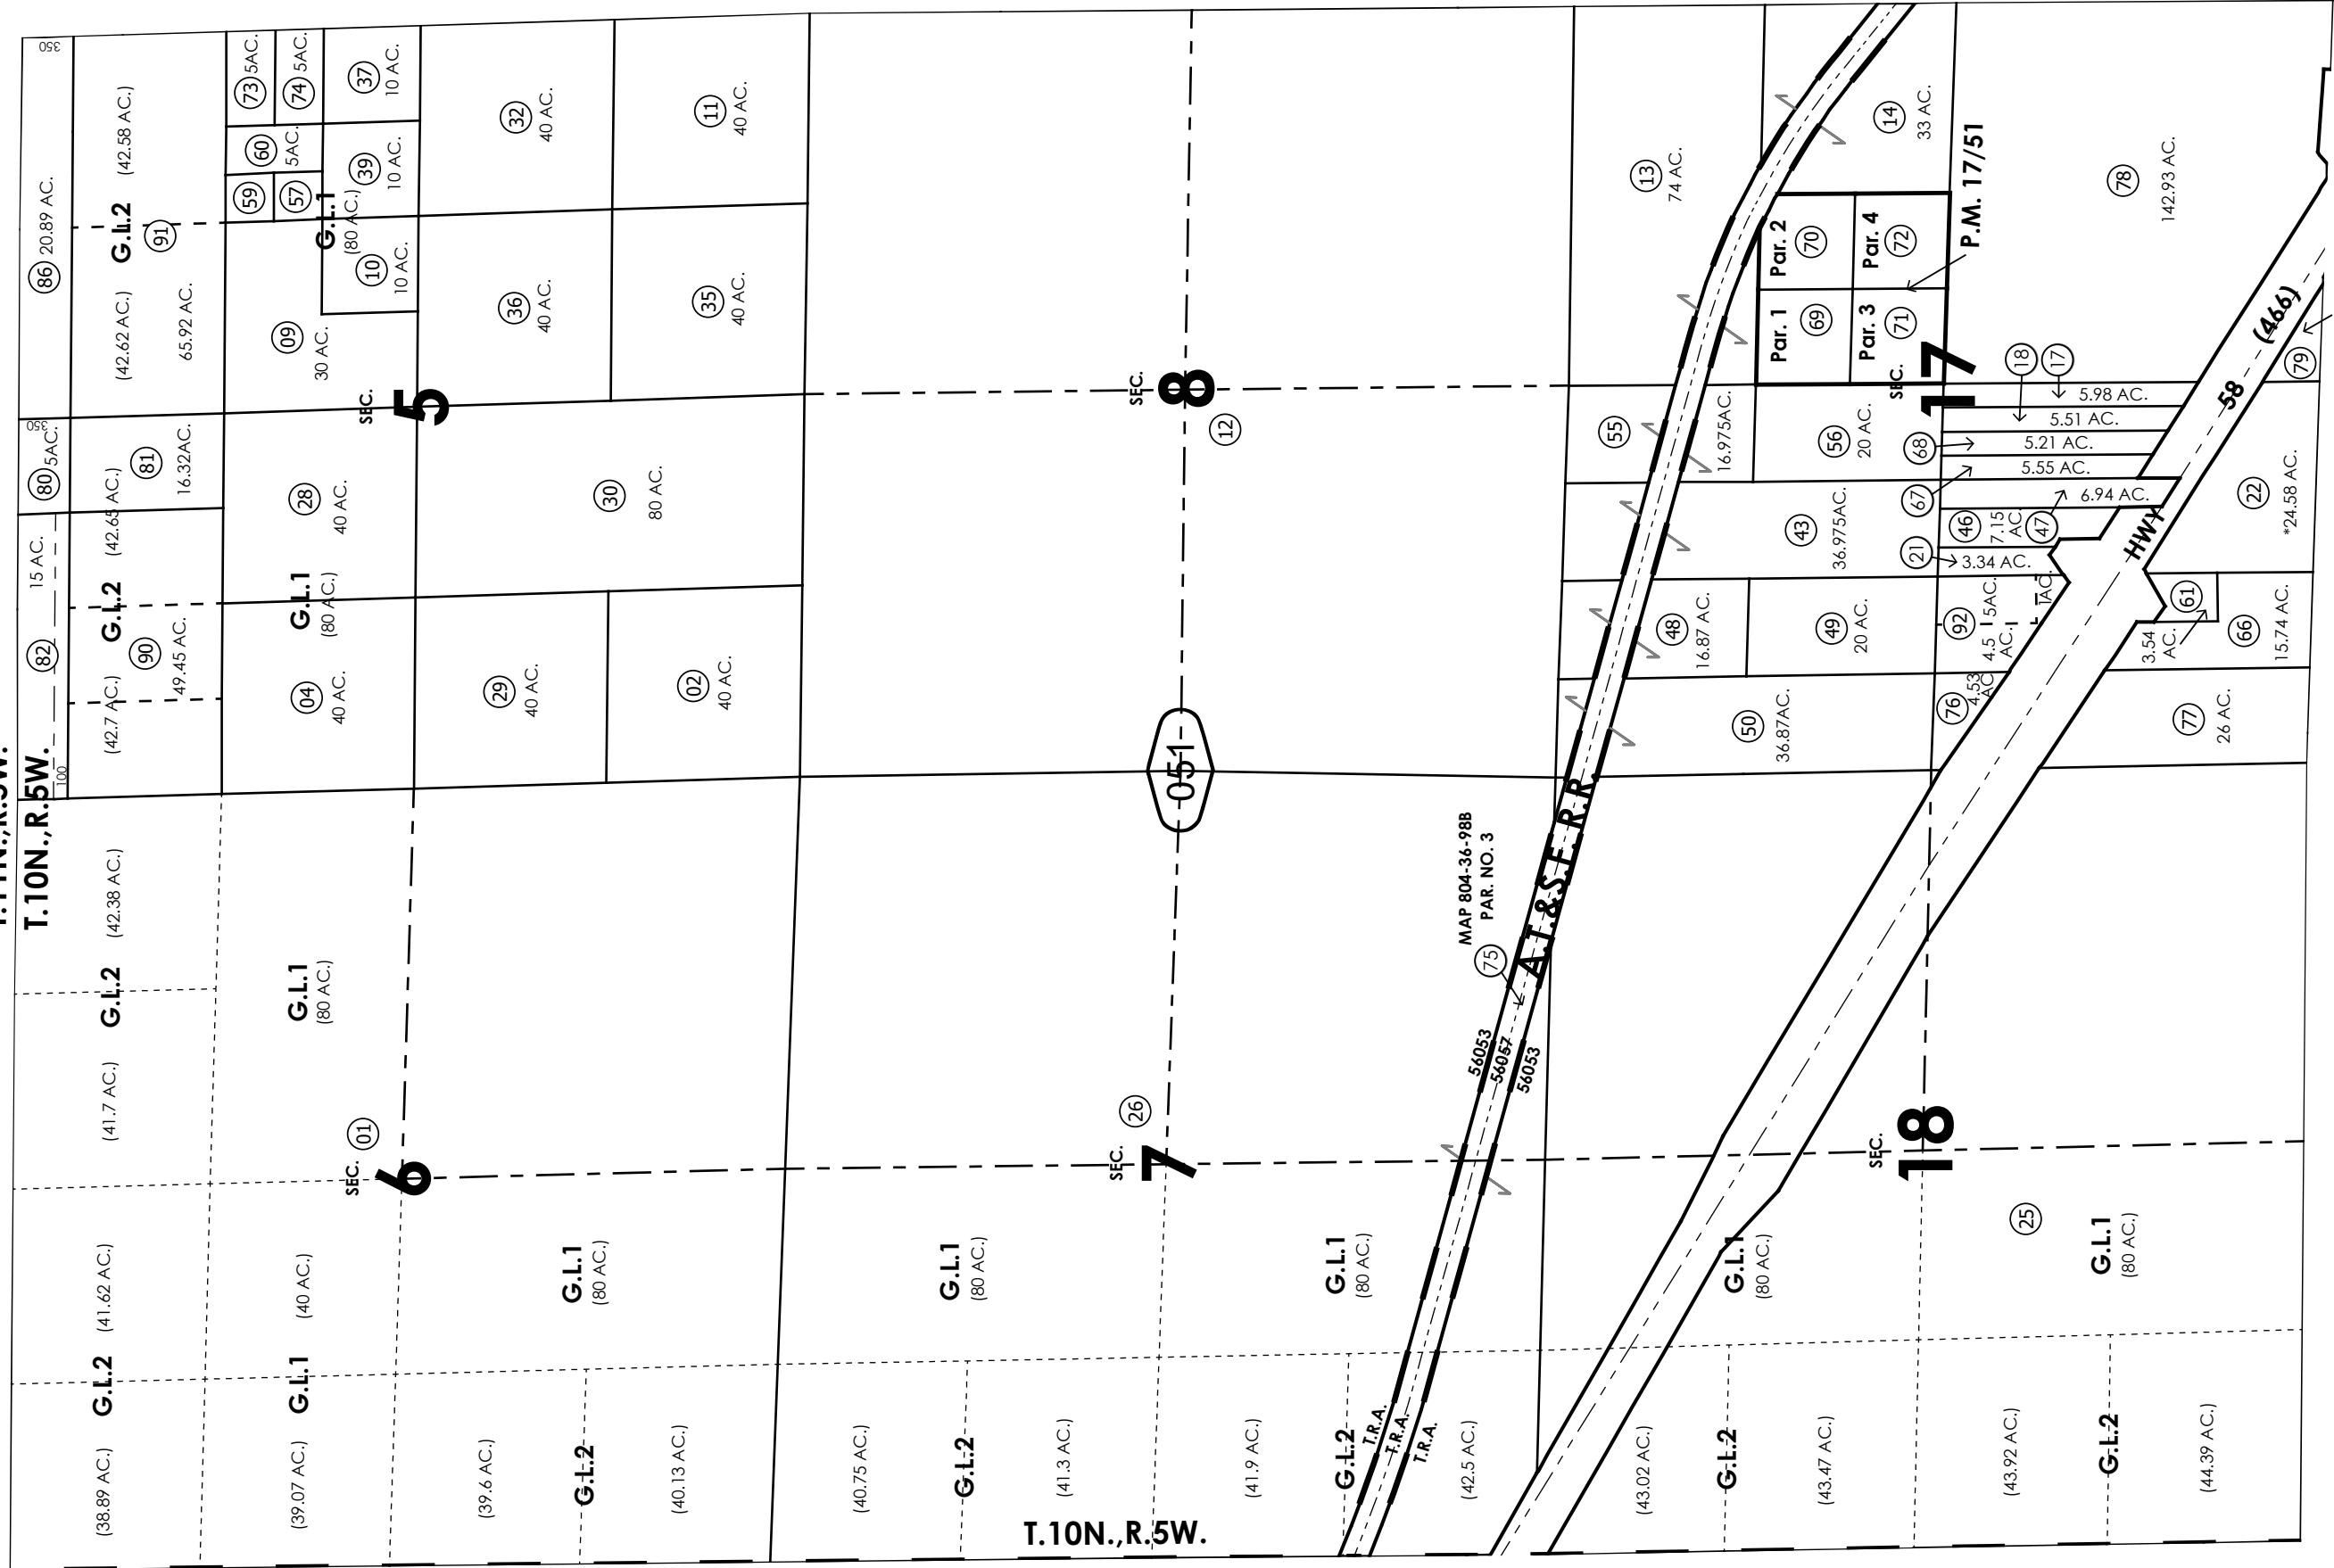 T.10N.,R.5W.
350
86 20.89 AC.
350
80 5AC.
15 AC.
82
100
(42.58 AC.)
G.L.2
91
(42.62 AC.)
65.92 AC.
81
16.32AC.
(42.65 AC.)
G.L.2
90
49.45 AC.
(42.7 AC.)
73 5AC.
74 5AC.
37
10 AC.
60
5AC.
39
10 AC.
59
57
G.L.1
(80 AC.)
10
10 AC.
09
30 AC.
28
40 AC.
G.L.1
(80 AC.)
04
40 AC.
SEC.
5
32
40 AC.
11
40 AC.
36
40 AC.
35
40 AC.
30
80 AC.
29
40 AC.
02
40 AC.
SEC.
8
12
051
13
74 AC.
14
33 AC.
P.M. 17/51
Par. 2
70
Par. 4
72
Par. 1
69
Par. 3
71
SEC.
17
78
142.93 AC.
55
16.975AC.
56
20 AC.
18
17
5.98 AC.
5.51 AC.
68
5.21 AC.
5.55 AC.
67
6.94 AC.
46
7.15
AC.
47
21
3.34 AC.
43
36.975AC.
48
16.87 AC.
49
20 AC.
92
5AC.
1AC.
4.5
AC.
50
36.87AC.
76
4.53
AC.
HWY
58
(466)
79
22
*24.58 AC.
61
3.54
AC.
66
15.74 AC.
77
26 AC.
(42.38 AC.)
G.L.2
(41.7 AC.)
G.L.1
(80 AC.)
SEC.
6
01
(41.62 AC.)
G.L.2
(38.89 AC.)
(40 AC.)
G.L.1
(39.07 AC.)
G.L.1
(80 AC.)
(39.6 AC.)
G.L.2
(40.13 AC.)
SEC.
7
26
G.L.1
(80 AC.)
G.L.1
(80 AC.)
(40.75 AC.)
G.L.2
(41.3 AC.)
(41.9 AC.)
G.L.2
(42.5 AC.)
MAP 804-36-98B
PAR. NO. 3
75
A.T.&S.F. R.R.
56053
56057
56053
T.R.A.
T.R.A.
T.R.A.
SEC.
18
25
G.L.1
(80 AC.)
G.L.1
(80 AC.)
(43.02 AC.)
G.L.2
(43.47 AC.)
(43.92 AC.)
G.L.2
(44.39 AC.)
T.10N.,R.5W.